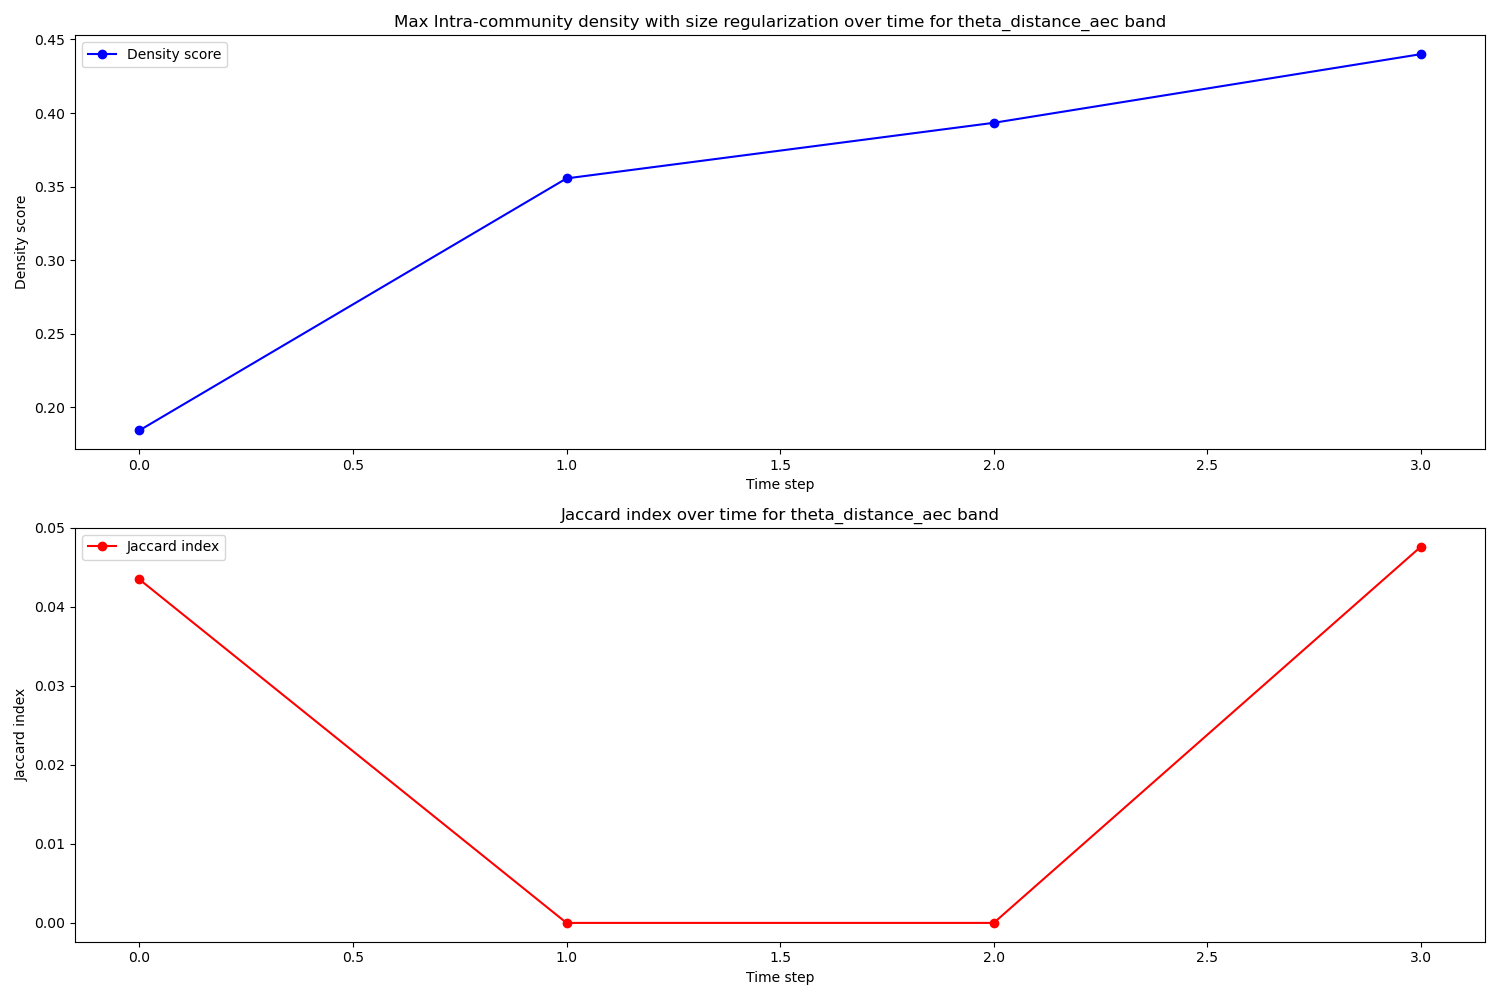 Max Intra-community density with size regularization over time for theta_distance_aec band
0.45
0.40
0.35
0.30
0.25
0.20
Density score
Density score
0.0 0.5 1.0 1.5 2.0 2.5 3.0
Time step
Jaccard index over time for theta_distance_aec band
0.05
0.04
0.03
0.02
0.01
0.00
Jaccard index
Jaccard index
0.0 0.5 1.0 1.5 2.0 2.5 3.0
Time step